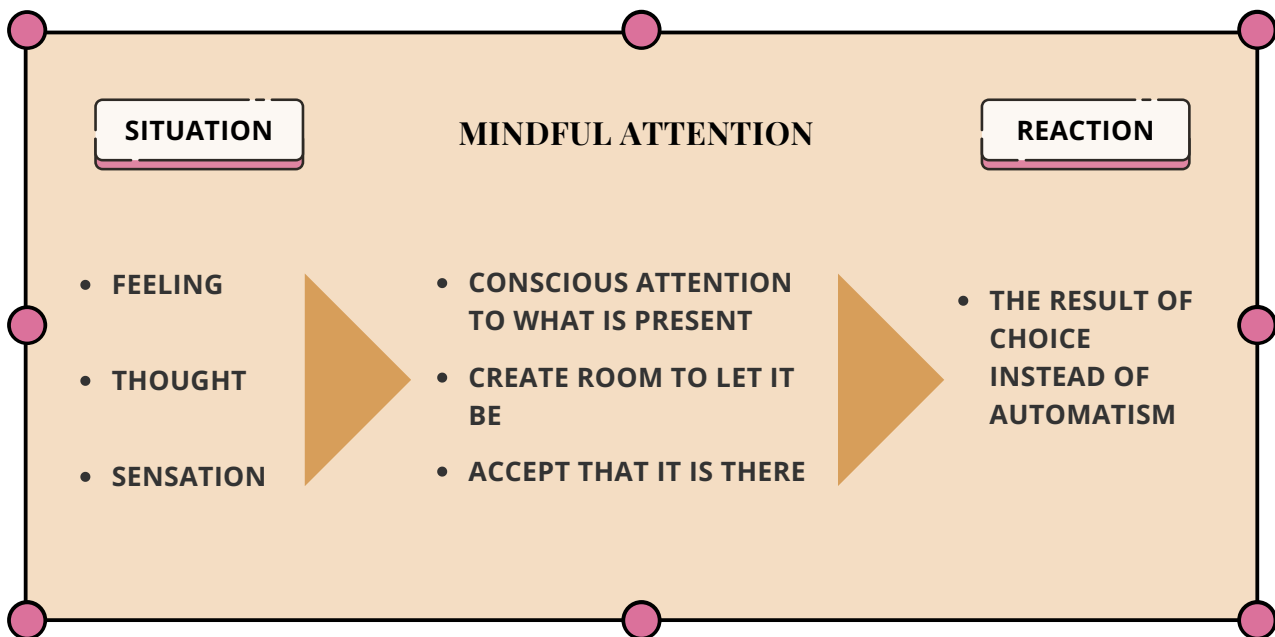 SITUATION
MINDFUL ATTENTION
REACTION
FEELING
THOUGHT
SENSATION
CONSCIOUS ATTENTION
TO WHAT IS PRESENT
CREATE ROOM TO LET IT
BE
ACCEPT THAT IT IS THERE
THE RESULT OF
CHOICE
INSTEAD OF
AUTOMATISM